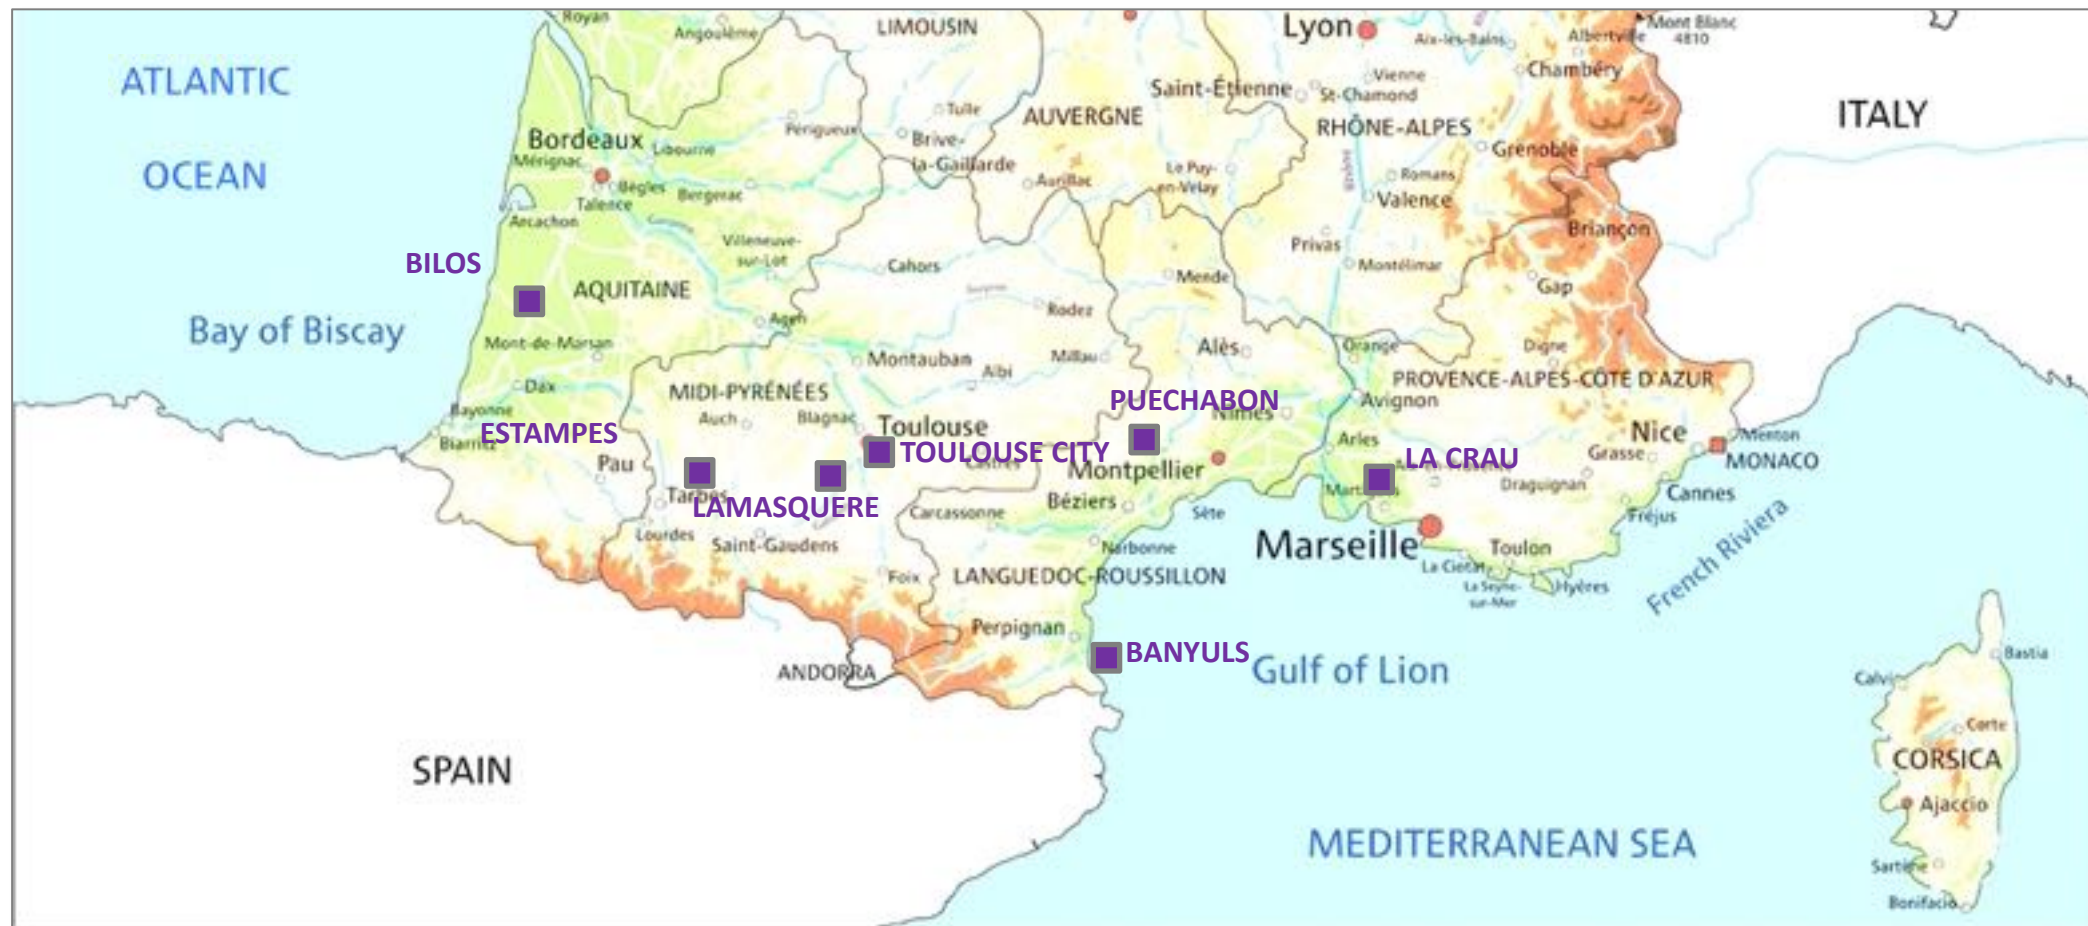 Royan
Angoulême
LIMOUSIN
Lyon
Aix-les-Bains
Albertville
Mont Blanc
4810
ATLANTIC
OCEAN
Chambéry
Vienne
Saint-Étienne
St-Chamond
Tulle
AUVERGNE
RHÔNE-ALPES
ITALY
Périgueux
Bordeaux
Libourne
Mérignac
Brive-
la-Gaillarde
Grenoble
Bègles
Bergerac
Aurillac
Le Puy-
en-Velay
Romans
Valence
Talence
Arcachon
Briançon
Villeneuve-
sur-Lot
Privas
Montélimar
BILOS
Cahors
Mende
Gap
AQUITAINE
Rodez
Agen
Bay of Biscay
Mont-de-Marsan
Montauban
Millau
Alès
Orange
Digne
Albi
Dax
MIDI-PYRÉNÉES
PROVENCE-ALPES-CÔTE D'AZUR
PUECHABON
Avignon
Nîmes
Bayonne
Auch
Blagnac
Toulouse
Biarritz
ESTAMPES
TOULOUSE CITY
Castres
Arles
Nice
Menton
MONACO
Grasse
LA CRAU
Pau
Montpellier
Draguignan
Cannes
Tarbes
LAMASQUERE
Béziers
Carcassonne
Sète
Fréjus
French Riviera
Lourdes
Saint-Gaudens
Narbonne
Marseille
Toulon
La Ciotat
La Seyne-
sur-Mer
Hyères
Foix
LANGUEDOC-ROUSSILLON
Perpignan
BANYULS
Gulf of Lion
ANDORRA
Bastia
Calvi
Corte
SPAIN
CORSICA
Ajaccio
MEDITERRANEAN SEA
Sartène
Bonifacio